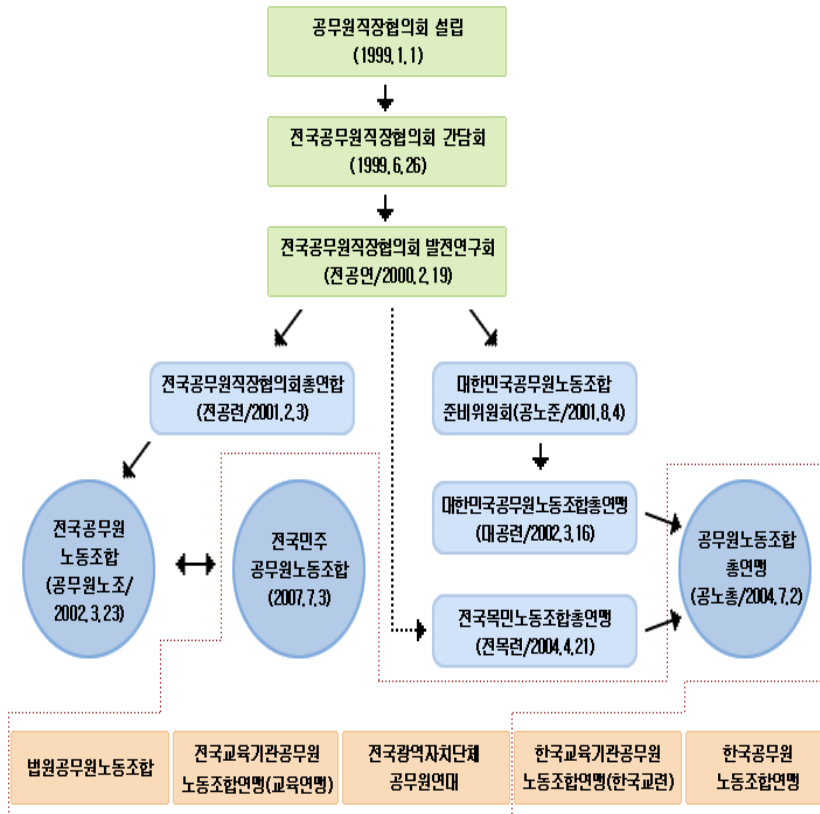 공무원직장협의회 설립
(1999.1.1)
전국공무원직장협의회 간담회
(1999.6.26)
전국공무원직장협의회 발전연구회
(전공연/2000.2.19)
전국공무원직장협의회총연합
(전공련/2001.2.3)
대한민국공무원노동조합
준비위원회(공노준/2001.8.4)
전국공무원
노동조합
(공무원노조/
2002.3.23)
전국민주
공무원노동조합
(2007.7.3)
대한민국공무원노동조합총연맹
(대공련/2002.3.16)
전국목민노동조합총연맹
(전목련/2004.4.21)
공무원노동조합
총연맹
(공노총/2004.7.2)
법원공무원노동조합
전국교육기관공무원
노동조합연맹(교육연맹)
전국광역자치단체
공무원연대
한국교육기관공무원
노동조합연맹(한국교련)
한국공무원
노동조합연맹